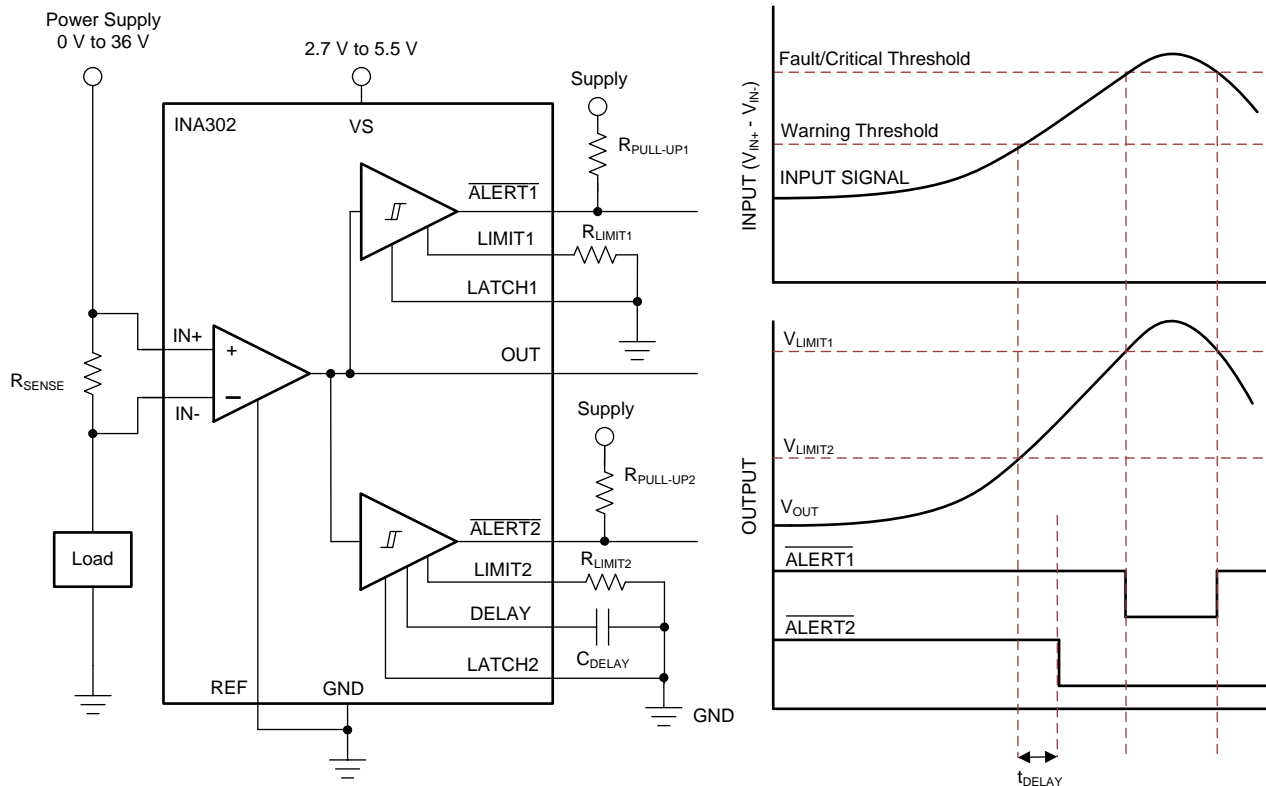 Power Supply
0 V to 36 V
2.7 V to 5.5 V
Supply
INA302
VS
RPULL-UP1
ALERT1
LIMIT1
RLIMIT1
LATCH1
IN+
+
OUT
RSENSE
−
IN-
Supply
RPULL-UP2
ALERT2
Load
LIMIT2
RLIMIT2
DELAY
CDELAY
LATCH2
REF
GND
GND
INPUT (VIN+ - VIN-)
Fault/Critical Threshold
Warning Threshold
INPUT SIGNAL
OUTPUT
VLIMIT1
VLIMIT2
VOUT
ALERT1
ALERT2
tDELAY